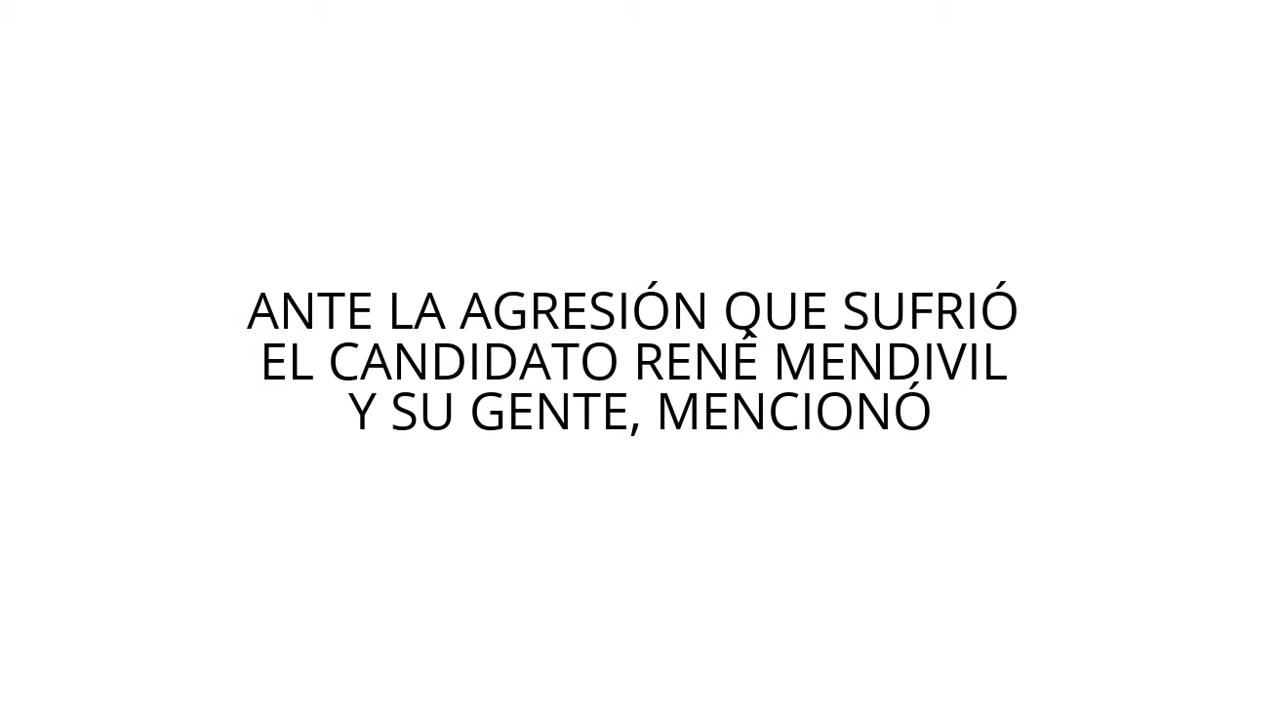 ANTE LA AGRESIÓN QUE SUFRIÓ
EL CANDIDATO RENÉ MENDIVIL
Y SU GENTE, MENCIONÓ